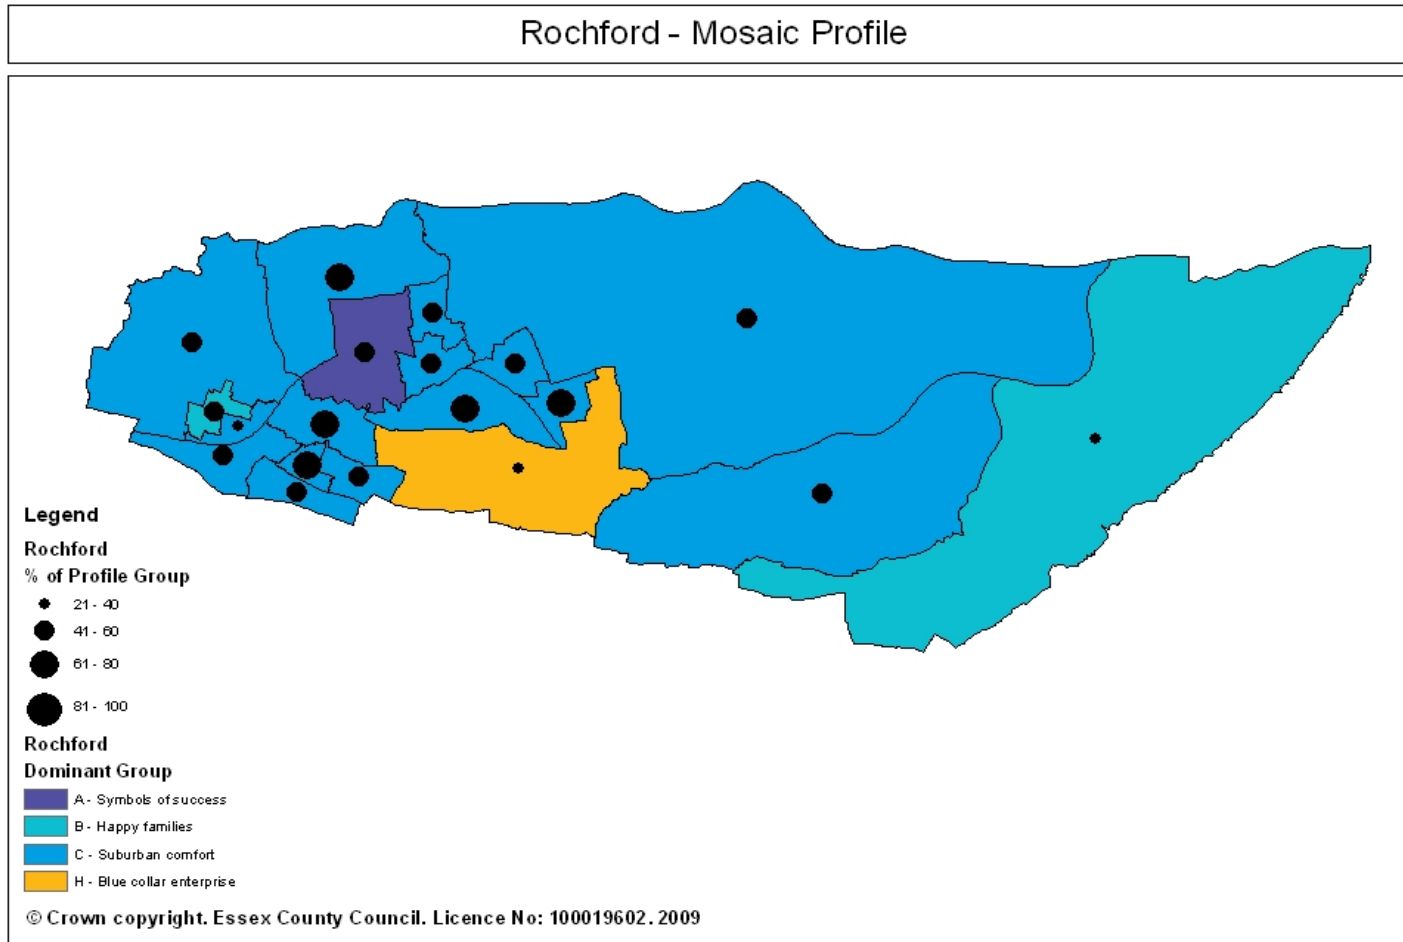 Rochford - Mosaic Profile
Legend
Rochford
% of Profile Group
21 - 40
41 - 60
61 - 80
81 - 100
Rochford
Dominant Group
A - Symbols of success
B - Happy families
C - Suburban comfort
H - Blue collar enterprise
© Crown copyright. Essex County Council. Licence No: 100019602. 2009